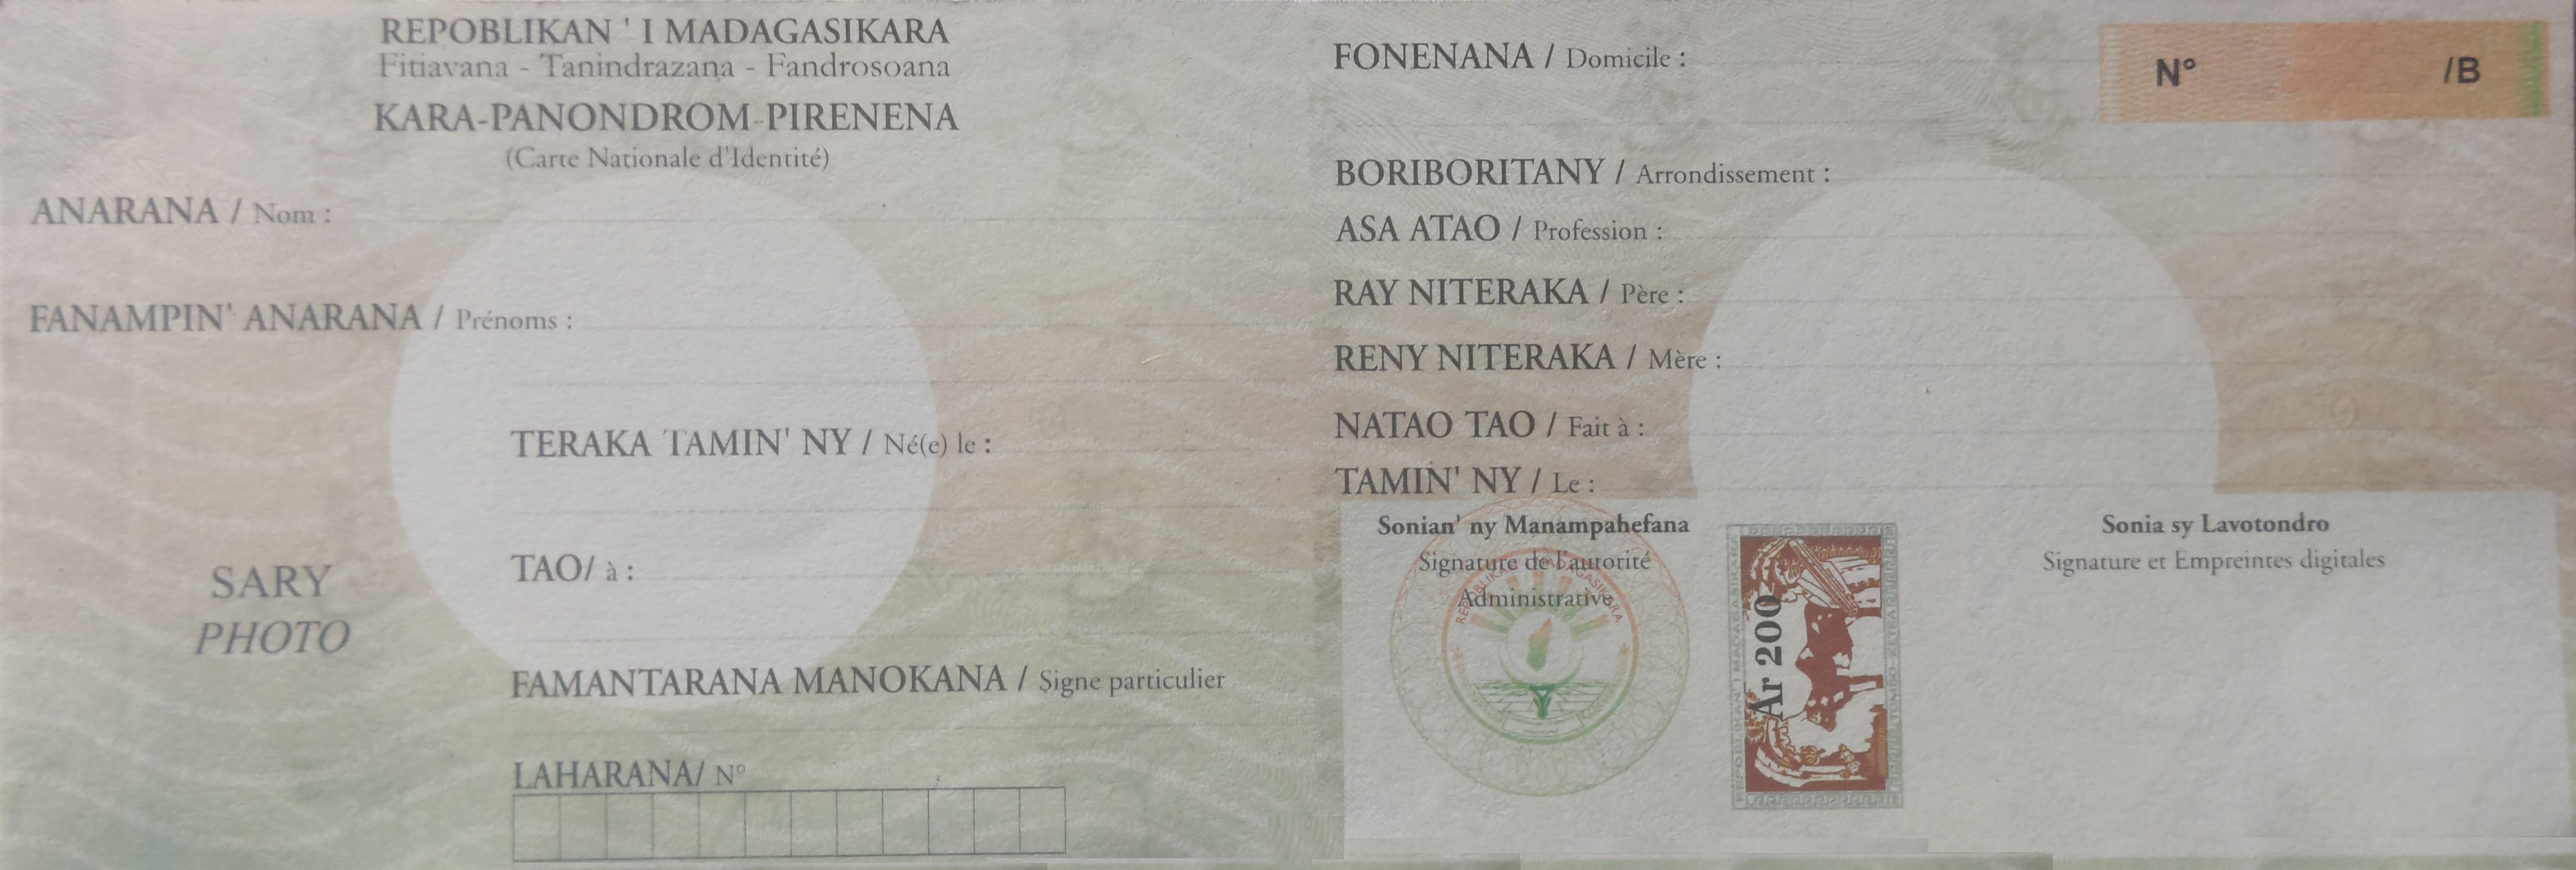 REPOBLIKAN ' I MADAGASIKARA
Fitiavana - Tanindrazana - Fandrosoana
KARA-PANONDROM-PIRENENA
(Carte Nationale d'Identité)
ANARANA / Nom :
FANAMPIN' ANARANA / Prénoms :
TERAKA TAMIN' NY / Né(e) le :
TAO/ à :
SARY
PHOTO
FAMANTARANA MANOKANA / Signe particulier
LAHARANA/ N°
FONENANA / Domicile :
N° /B
BORIBORITANY / Arrondissement :
ASA ATAO / Profession :
RAY NITERAKA / Père :
RENY NITERAKA / Mère :
NATAO TAO / Fait à :
TAMIN' NY / Le :
Sonian' ny Manampahefana
Signature de l'autorité
Administrative
REPOBLIKAN'I MADAGASIKARA
Ar 200
REPOBLIKAN'I MADAGASIKARA
Sonia sy Lavotondro
Signature et Empreintes digitales